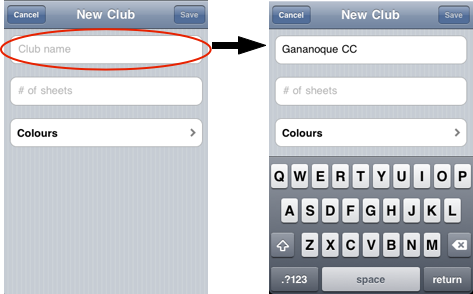 Cancel New Club Save
Club name
# of sheets
Colours
Cancel New Club Save
Gananoque CC
# of sheets
Colours
Q W E R T Y U I O P
A S D F G H J K L
Z X C V B N M
.?123 space return